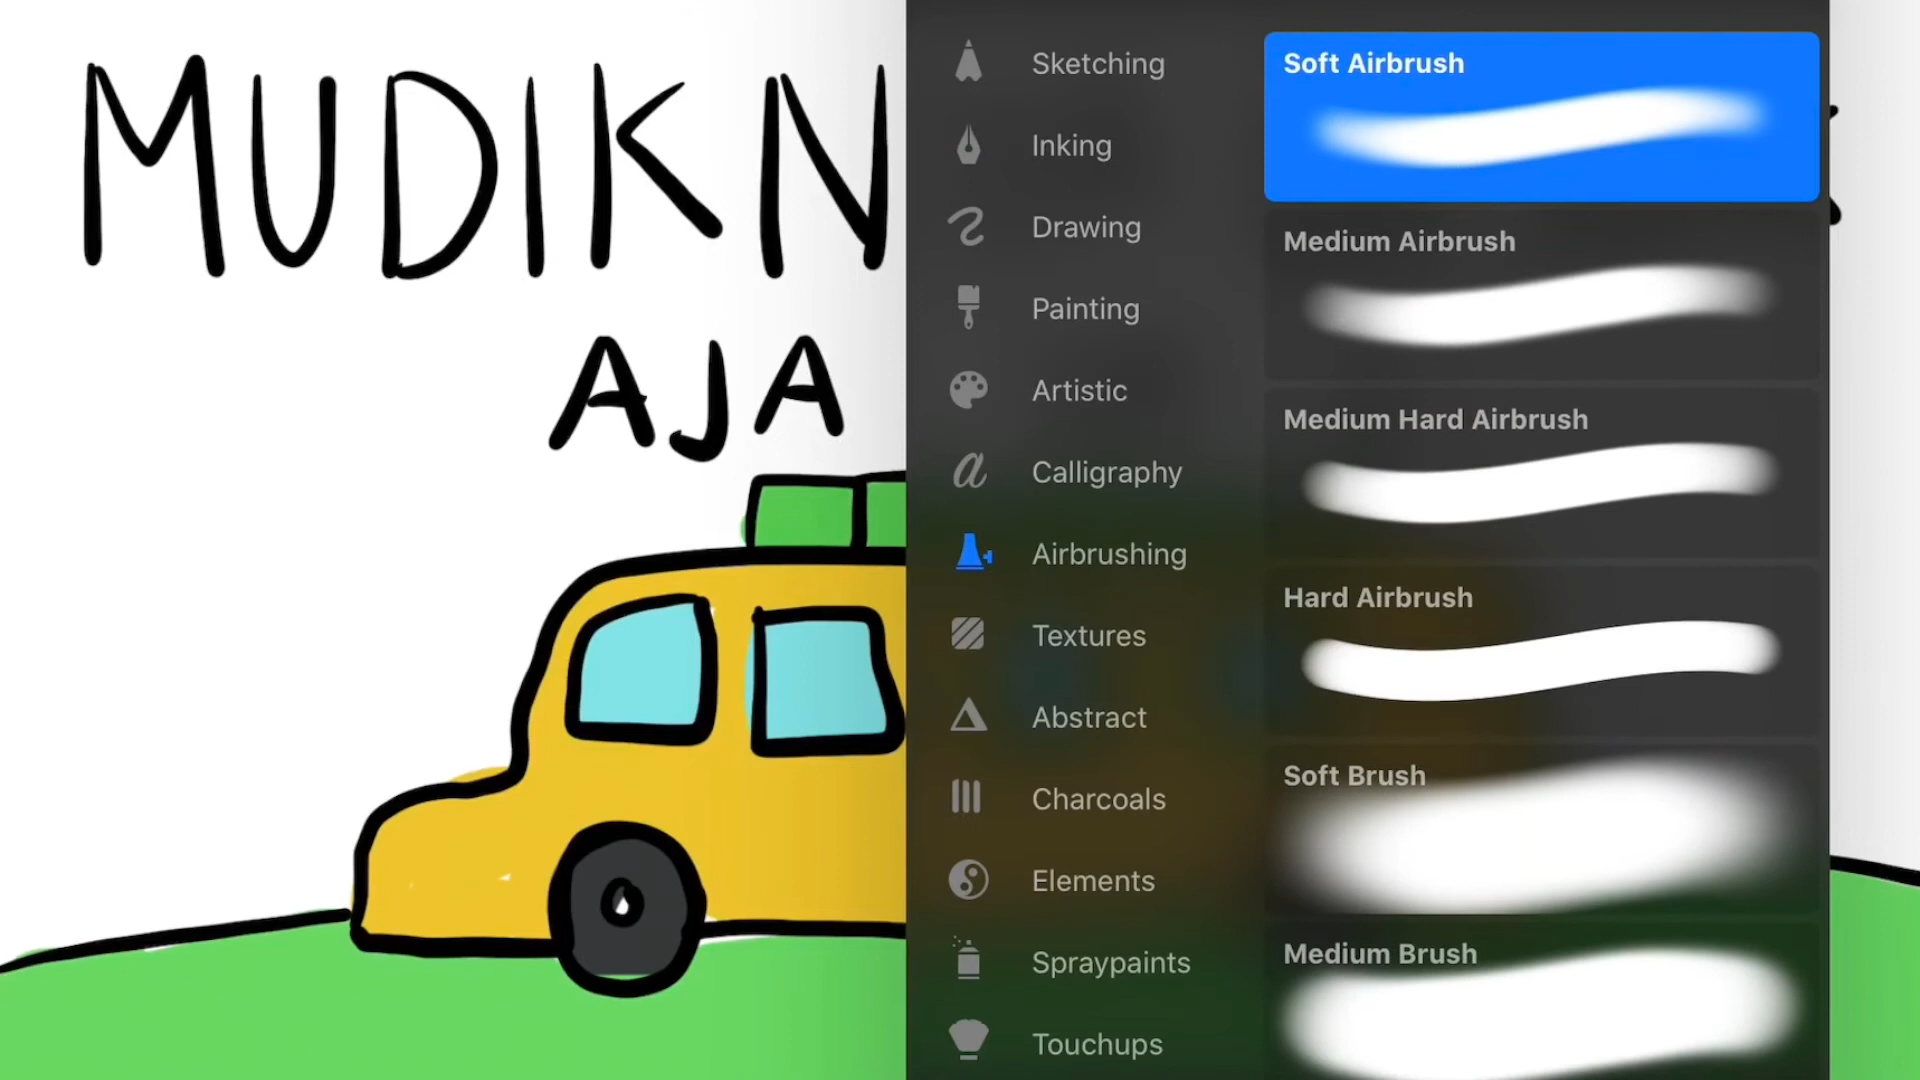 MUDIKN
AJA
Sketching
Inking
Drawing
Painting
Artistic
Calligraphy
Airbrushing
Textures
Abstract
Charcoals
Elements
Spraypaints
Touchups
Soft Airbrush
Medium Airbrush
Medium Hard Airbrush
Hard Airbrush
Soft Brush
Medium Brush